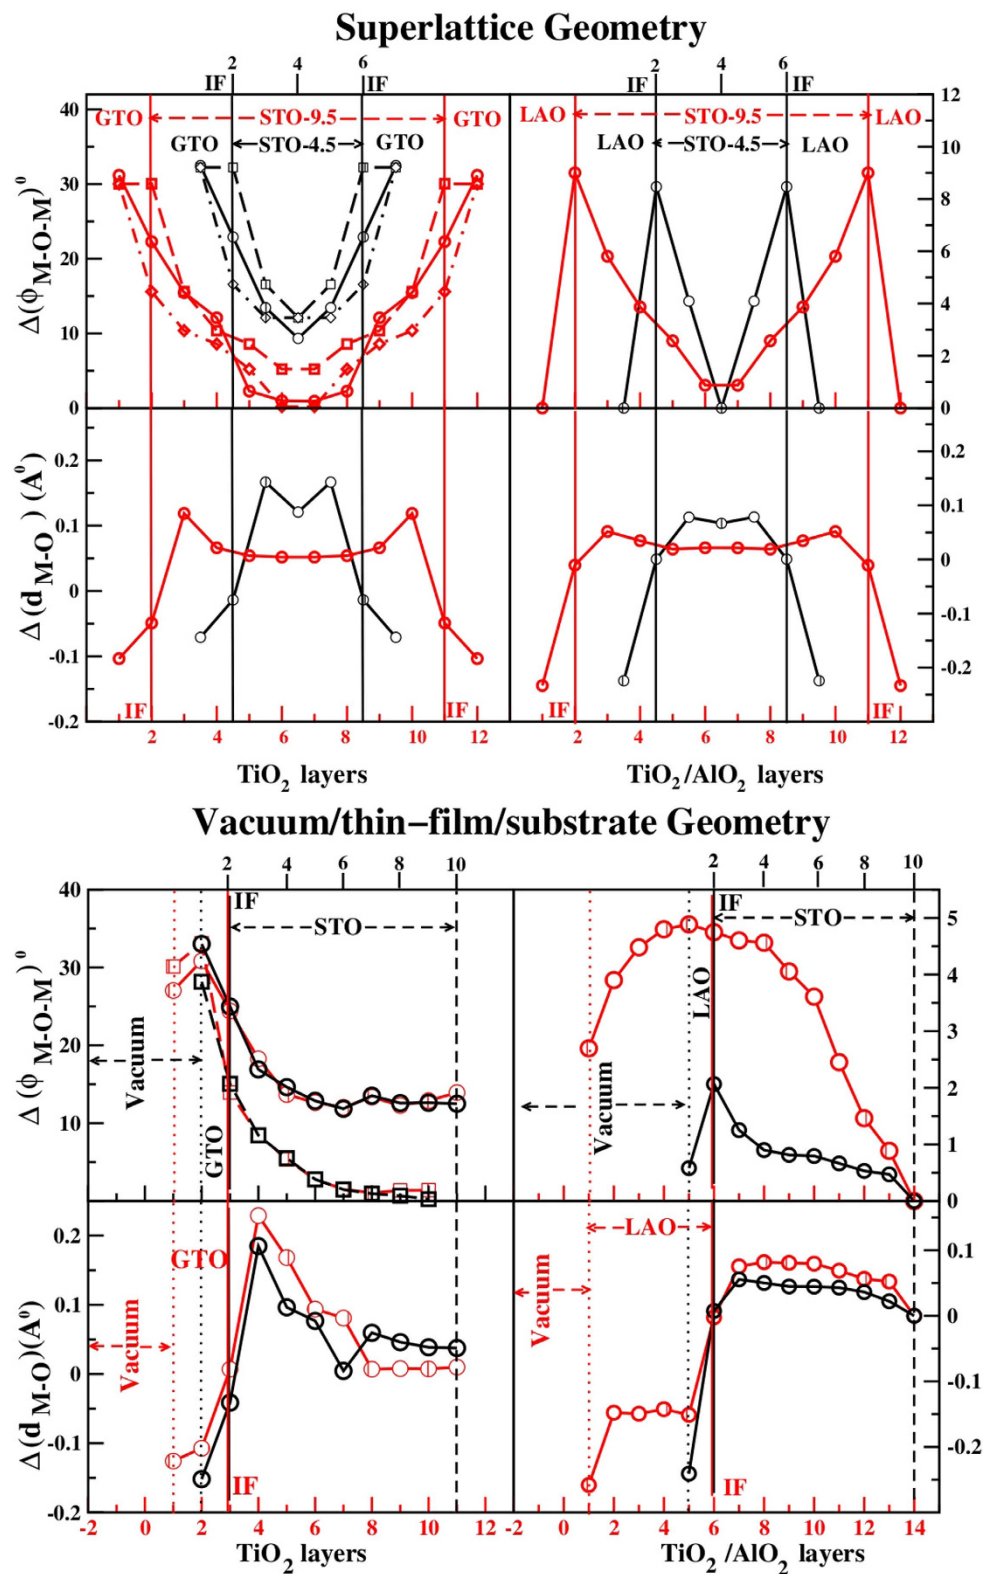 Superlattice Geometry
2 4 6
2 4 6
IF IF
IF IF
GTO STO-9.5 GTO
LAO STO-9.5 LAO
GTO STO-4.5 GTO
LAO STO-4.5 LAO
Δ(ϕ M-O-M)⁰
40
30
20
10
0
12
10
8
6
4
2
0
Δ(d M-O) (A⁰)
0.2
0.1
0
-0.1
-0.2
0.2
0.1
0
-0.1
-0.2
IF IF
IF IF
2 4 6 8 10 12
2 4 6 8 10 12
TiO₂ layers
TiO₂/AlO₂ layers
Vacuum/thin−film/substrate Geometry
2 4 6 8 10
2 4 6 8 10
IF
STO
IF
STO
Δ(ϕ M-O-M)⁰
40
30
20
10
Vacuum
GTO
Vacuum
LAO
5
4
3
2
1
0
Δ(d M-O)(A⁰)
0.2
0.1
0
-0.1
-0.2
GTO
Vacuum
IF
LAO
Vacuum
IF
0.1
0
-0.1
-0.2
-2 0 2 4 6 8 10 12
-2 0 2 4 6 8 10 12 14
TiO₂ layers
TiO₂/AlO₂ layers